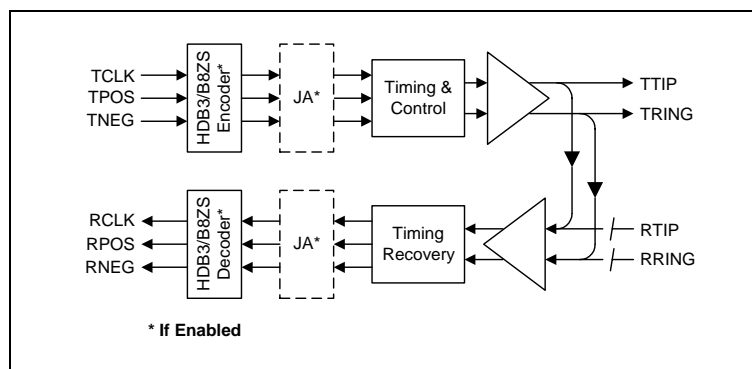 TCLK
TPOS
TNEG
HDB3/B8ZS
Encoder*
JA*
Timing &
Control
TTIP
TRING
RCLK
RPOS
RNEG
HDB3/B8ZS
Decoder*
JA*
Timing
Recovery
RTIP
RRING
* If Enabled